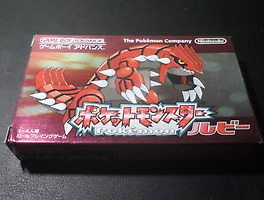 GAME BOY ADVANCE The Pokémon Company Nintendo
ゲームボーイアドバンス
ポケットモンスター
Pokémon ルビー
1〜4人用
ロールプレイングゲーム